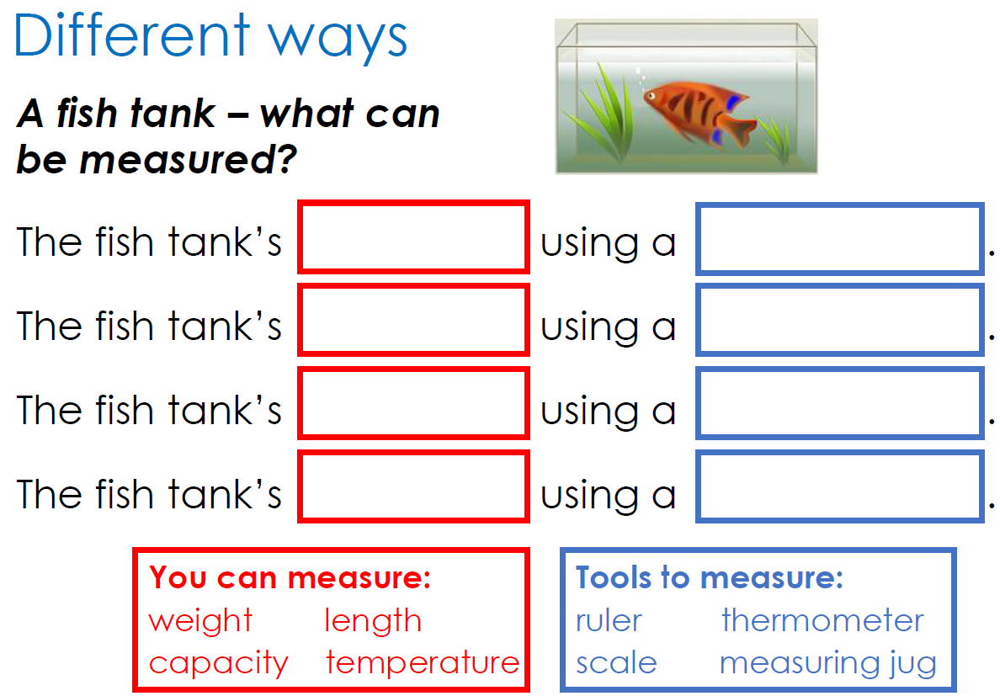 Different ways
A fish tank – what can
be measured?
The fish tank’s using a .
The fish tank’s using a .
The fish tank’s using a .
The fish tank’s using a .
You can measure:
weight length
capacity temperature
Tools to measure:
ruler thermometer
scale measuring jug